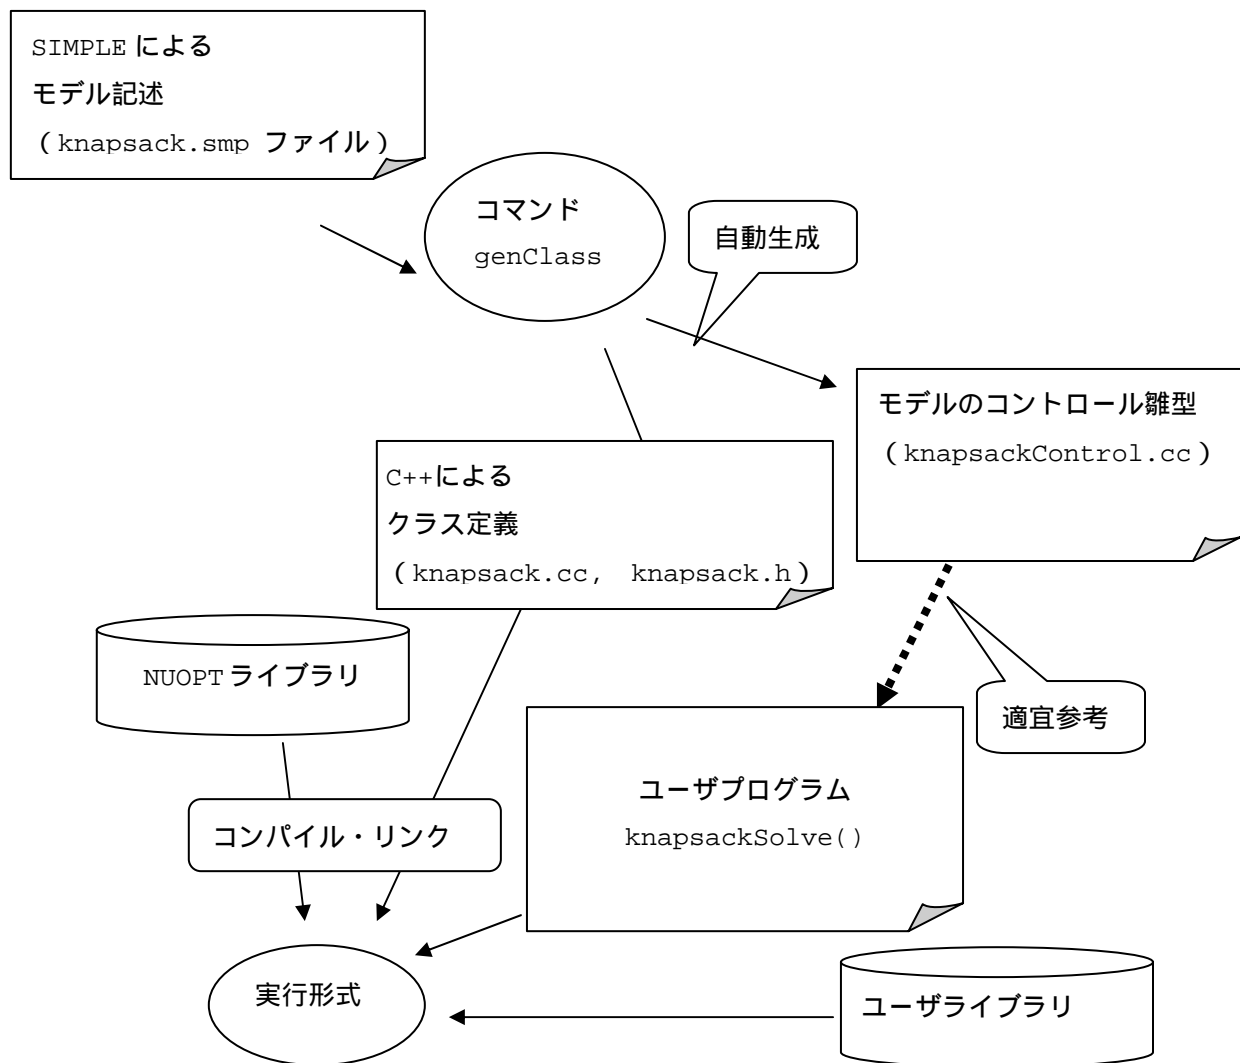 SIMPLE による
モデル記述
（knapsack.smp ファイル）
コマンド
genClass
自動生成
モデルのコントロール雛型
（knapsackControl.cc）
C++による
クラス定義
（knapsack.cc, knapsack.h）
NUOPT ライブラリ
適宜参考
ユーザプログラム
knapsackSolve()
コンパイル・リンク
実行形式
ユーザライブラリ